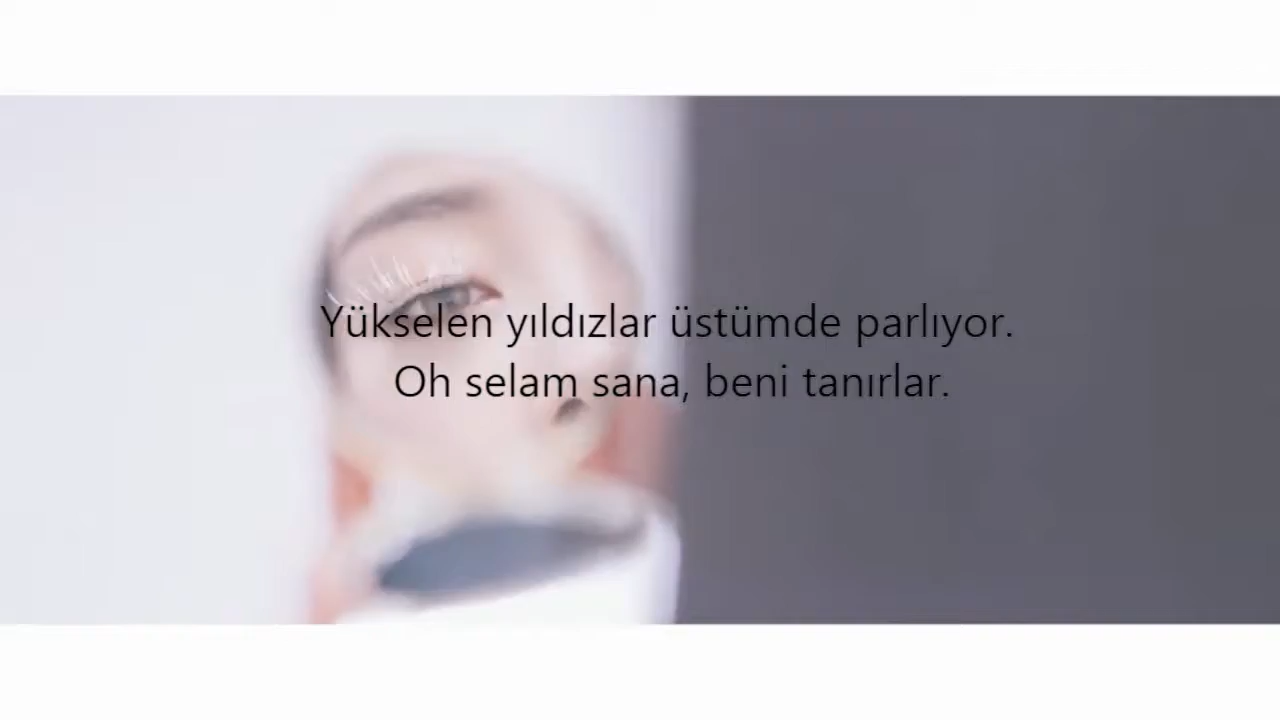 Yükselen yıldızlar üstümde parlıyor.
Oh selam sana, beni tanırlar.